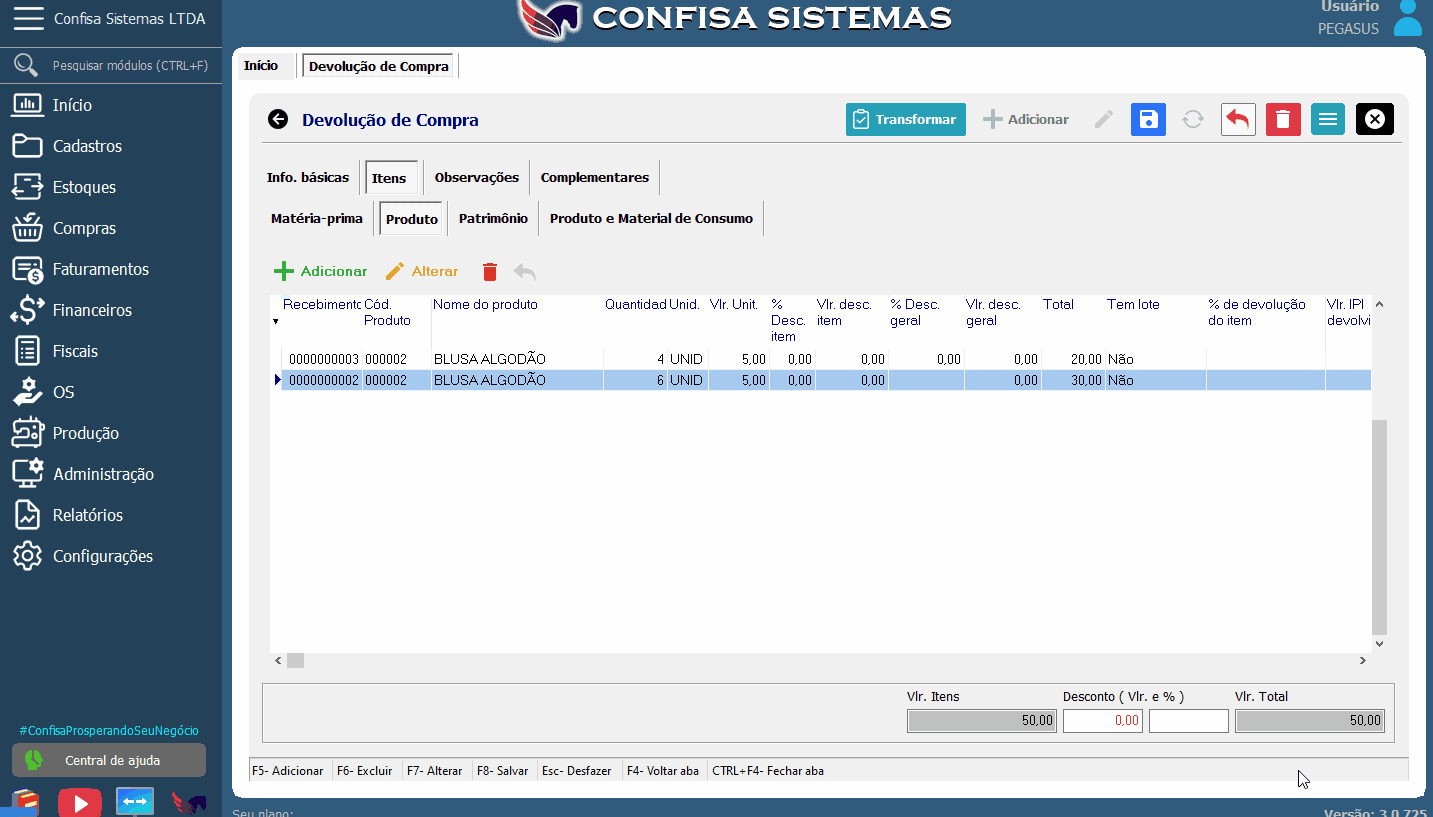 Confisa Sistemas LTDA
CONFISA SISTEMAS
Usuário
PEGASUS
Pesquisar módulos (CTRL+F)
Início
Cadastros
Estoques
Compras
Faturamentos
Financeiros
Fiscais
OS
Produção
Administração
Relatórios
Configurações
#ConfisaProsperandoSeuNegócio
Central de ajuda
Início Devolução de Compra
Devolução de Compra
Transformar Adicionar
Info. básicas Itens Observações Complementares
Matéria-prima Produto Patrimônio Produto e Material de Consumo
Adicionar Alterar
Recebimento Cód. Produto Nome do produto Quantidad Unid. Vlr. Unit. % Desc. item Vlr. desc. item % Desc. geral Vlr. desc. geral Total Tem lote % de devolução do item Vlr. IPI devolvi
0000000003 000002 BLUSA ALGODÃO 4 UNID 5,00 0,00 0,00 0,00 0,00 20,00 Não
0000000002 000002 BLUSA ALGODÃO 6 UNID 5,00 0,00 0,00 0,00 30,00 Não
Vlr. Itens Desconto ( Vlr. e % ) Vlr. Total
50,00 0,00 50,00
F5- Adicionar F6- Excluir F7- Alterar F8- Salvar Esc- Desfazer F4- Voltar aba CTRL+F4- Fechar aba
Seu plano: Versão: 3.0.725